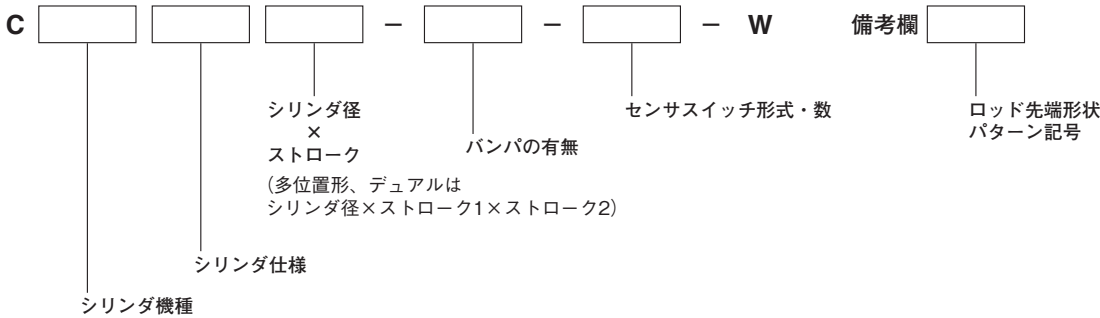 C － － － W 備考欄
シリンダ径
×
ストローク
(多位置形、デュアルは
シリンダ径×ストローク1×ストローク2)
バンパの有無
センサスイッチ形式・数
ロッド先端形状
パターン記号
シリンダ仕様
シリンダ機種